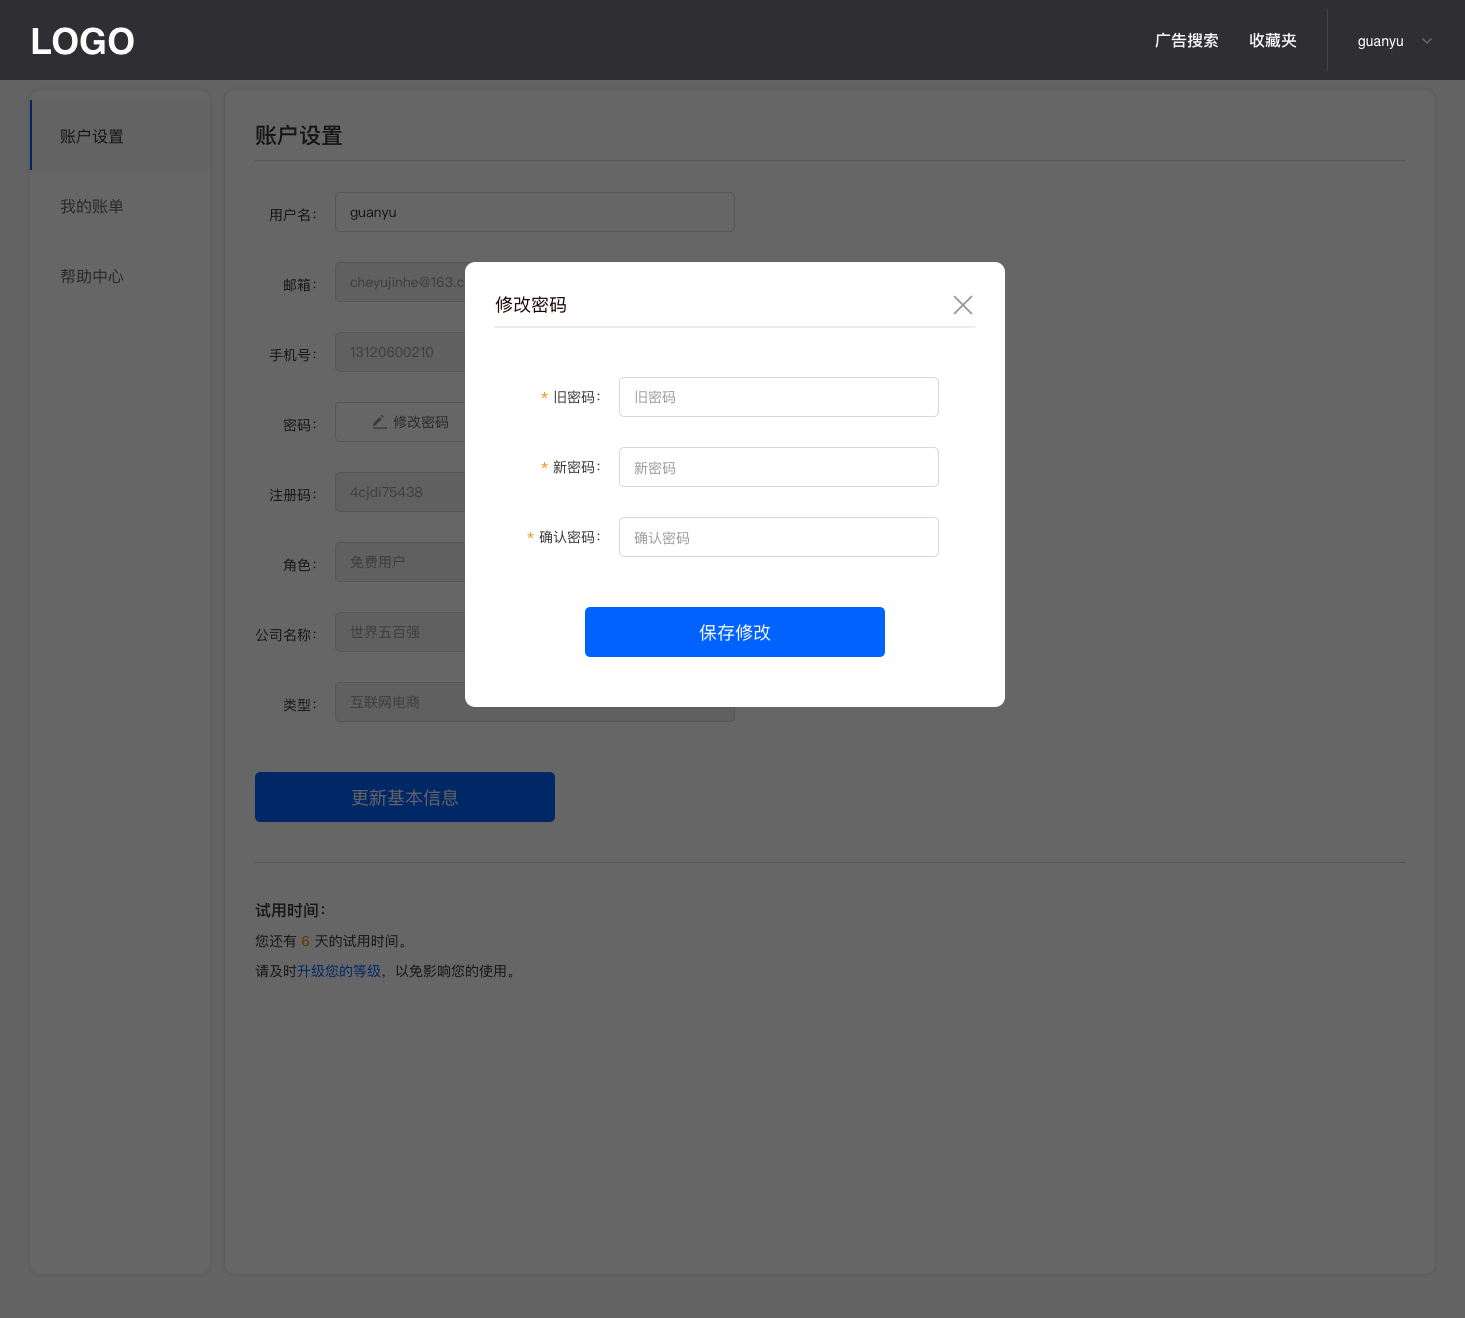 LOGO
广告搜索
收藏夹
guanyu
账户设置
我的账单
帮助中心
账户设置
用户名：
guanyu
邮箱：
cheyujinhe@163.c
手机号：
13120600210
密码：
修改密码
注册码：
4cjdi75438
角色：
免费用户
公司名称：
世界五百强
类型：
互联网电商
更新基本信息
试用时间：
您还有 6 天的试用时间。
请及时升级您的等级，以免影响您的使用。
修改密码
* 旧密码：
旧密码
* 新密码：
新密码
* 确认密码：
确认密码
保存修改